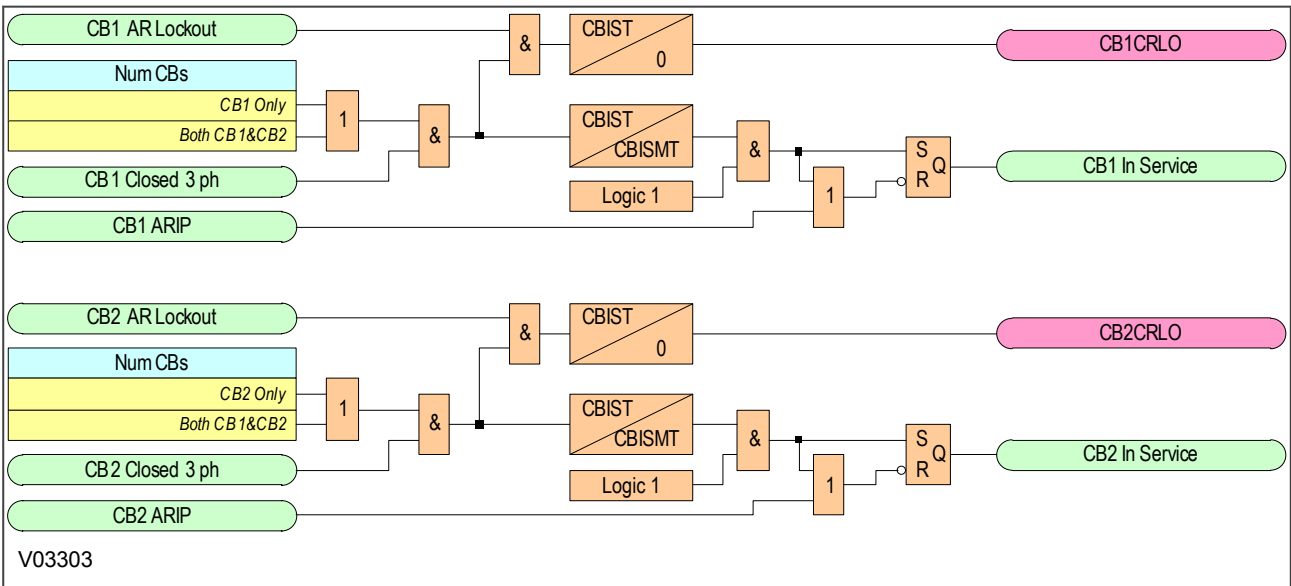 CB1 AR Lockout
&
CBIST
0
CB1CRLO
Num CBs
CB1 Only
Both CB1&CB2
1
&
CBIST
CBISMT
&
S
Q
R
CB1 In Service
CB1 Closed 3 ph
Logic 1
1
CB1 ARIP
CB2 AR Lockout
&
CBIST
0
CB2CRLO
Num CBs
CB2 Only
Both CB1&CB2
1
&
CBIST
CBISMT
&
S
Q
R
CB2 In Service
CB2 Closed 3 ph
Logic 1
1
CB2 ARIP
V03303